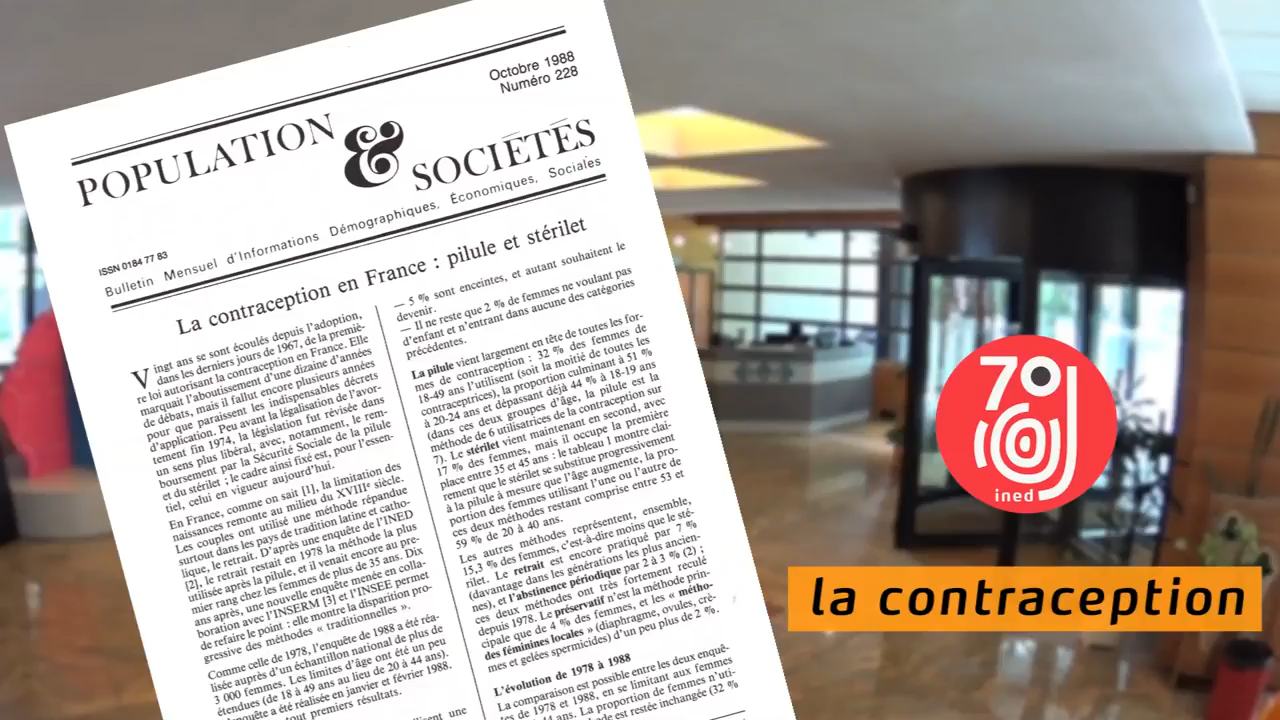 Octobre 1988
Numéro 228
POPULATION & SOCIÉTÉS
Bulletin Mensuel d'Informations Démographiques, Économiques, Sociales
ISSN 0184 77 83
La contraception en France : pilule et stérilet
Vingt ans se sont écoulés depuis l'adoption,
dans les derniers jours de 1967, de la premiè-
re loi autorisant la contraception en France. Elle
marquait l'aboutissement d'une dizaine d'années
de débats, mais il fallut encore plusieurs années
pour que paraissent les indispensables décrets
d'application. Peu avant la légalisation de l'avor-
tement fin 1974, la législation fut révisée dans
un sens plus libéral, avec, notamment, le rem-
boursement par la Sécurité Sociale de la pilule
et du stérilet ; le cadre ainsi fixé est, pour l'essen-
tiel, celui en vigueur aujourd'hui.
En France, comme on sait [1], la limitation des
naissances remonte au milieu du XVIIIe siècle.
Les couples ont utilisé une méthode répandue
surtout dans les pays de tradition latine et catho-
lique, le retrait. D'après une enquête de l'INED
[2], le retrait restait en 1978 la méthode la plus
utilisée après la pilule, et il venait encore au pre-
mier rang chez les femmes de plus de 35 ans. Dix
ans après, une nouvelle enquête menée en colla-
boration avec l'INSERM [3] et l'INSEE permet
de refaire le point : elle montre la disparition pro-
gressive des méthodes « traditionnelles ».
Comme celle de 1978, l'enquête de 1988 a été réa-
lisée auprès d'un échantillon national de plus de
3 000 femmes. Les limites d'âge ont été un peu
étendues (de 18 à 49 ans au lieu de 20 à 44 ans).
enquête a été réalisée en janvier et février 1988.
tout premiers résultats.
utilisent une
— 5 % sont enceintes, et autant souhaitent le
devenir.
— Il ne reste que 2 % de femmes ne voulant pas
d'enfant et n'entrant dans aucune des catégories
précédentes.
La pilule vient largement en tête de toutes les for-
mes de contraception : 32 % des femmes de
18-49 ans l'utilisent (soit la moitié de toutes les
contraceptrices), la proportion culminant à 51 %
à 20-24 ans et dépassant déjà 44 % à 18-19 ans
(dans ces deux groupes d'âge, la pilule est la
méthode de 6 utilisatrices de la contraception sur
7). Le stérilet vient maintenant en second, avec
17 % des femmes, mais il occupe la première
place entre 35 et 45 ans : le tableau 1 montre clai-
rement que le stérilet se substitue progressivement
à la pilule à mesure que l'âge augmente, la pro-
portion des femmes utilisant l'une ou l'autre de
ces deux méthodes restant comprise entre 53 et
59 % de 20 à 40 ans.
Les autres méthodes représentent, ensemble,
15,3 % des femmes, c'est-à-dire moins que le sté-
rilet. Le retrait est encore pratiqué par 7 %
(davantage dans les générations les plus ancien-
nes), et l'abstinence périodique par 2 à 3 % (2) ;
ces deux méthodes ont très fortement reculé
depuis 1978. Le préservatif n'est la méthode prin-
cipale que de 4 % des femmes, et les « métho-
des féminines locales » (diaphragme, ovules, crè-
mes et gelées spermicides) d'un peu plus de 2 %.
L'évolution de 1978 à 1988
La comparaison est possible entre les deux enquê-
tes de 1978 et 1988, en se limitant aux femmes
44 ans. La proportion de femmes n'uti-
est restée inchangée (32 %
70
ined
la contraception